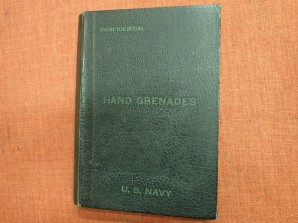 CONFIDENTIAL
HAND GRENADES
U. S. NAVY